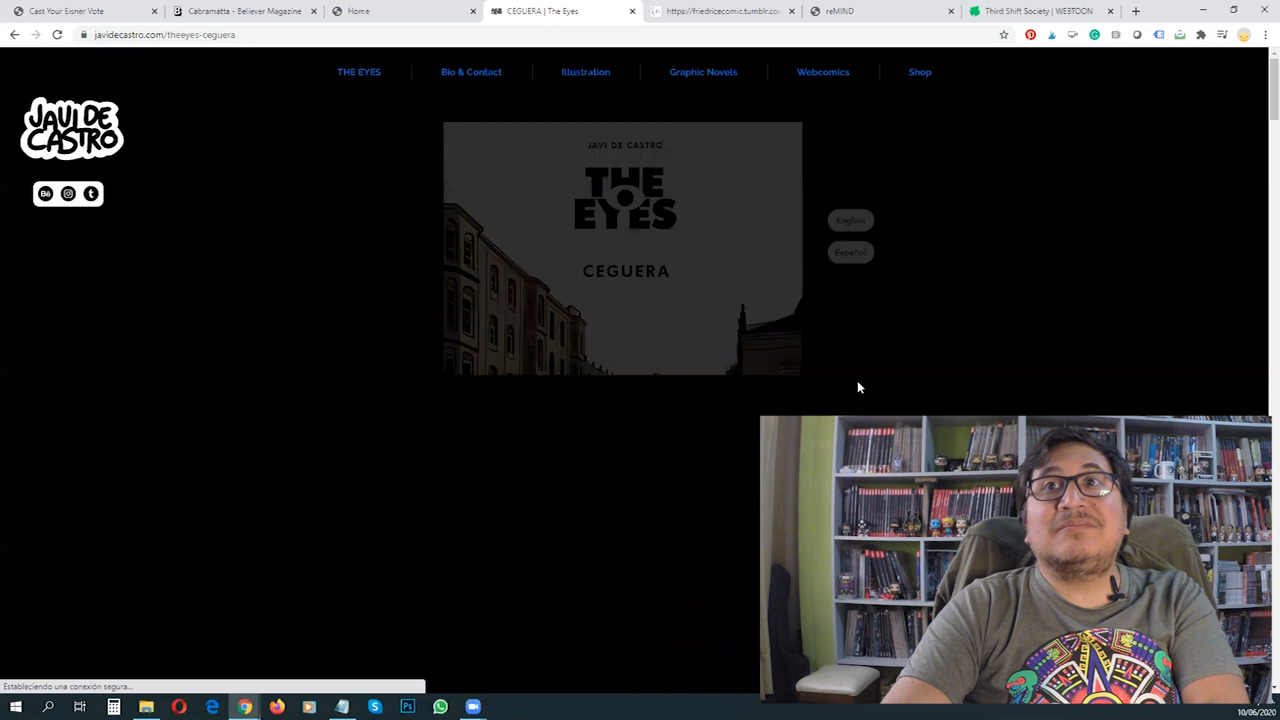 Cast Your Eisner Vote
Cabramatta - Believer Magazine
Home
CEGUERA | The Eyes
https://friedricecomic.tumblr.co
reMIND
Third Shift Society | WEBTOON
javidecastro.com/theeyes-ceguera
THE EYES
Bio & Contact
Illustration
Graphic Novels
Webcomics
Shop
JAVI DE
CASTRO
Bē
t
JAVI DE CASTRO
THE
EYES
CEGUERA
English
Español
Estableciendo una conexión segura...
10/06/2020